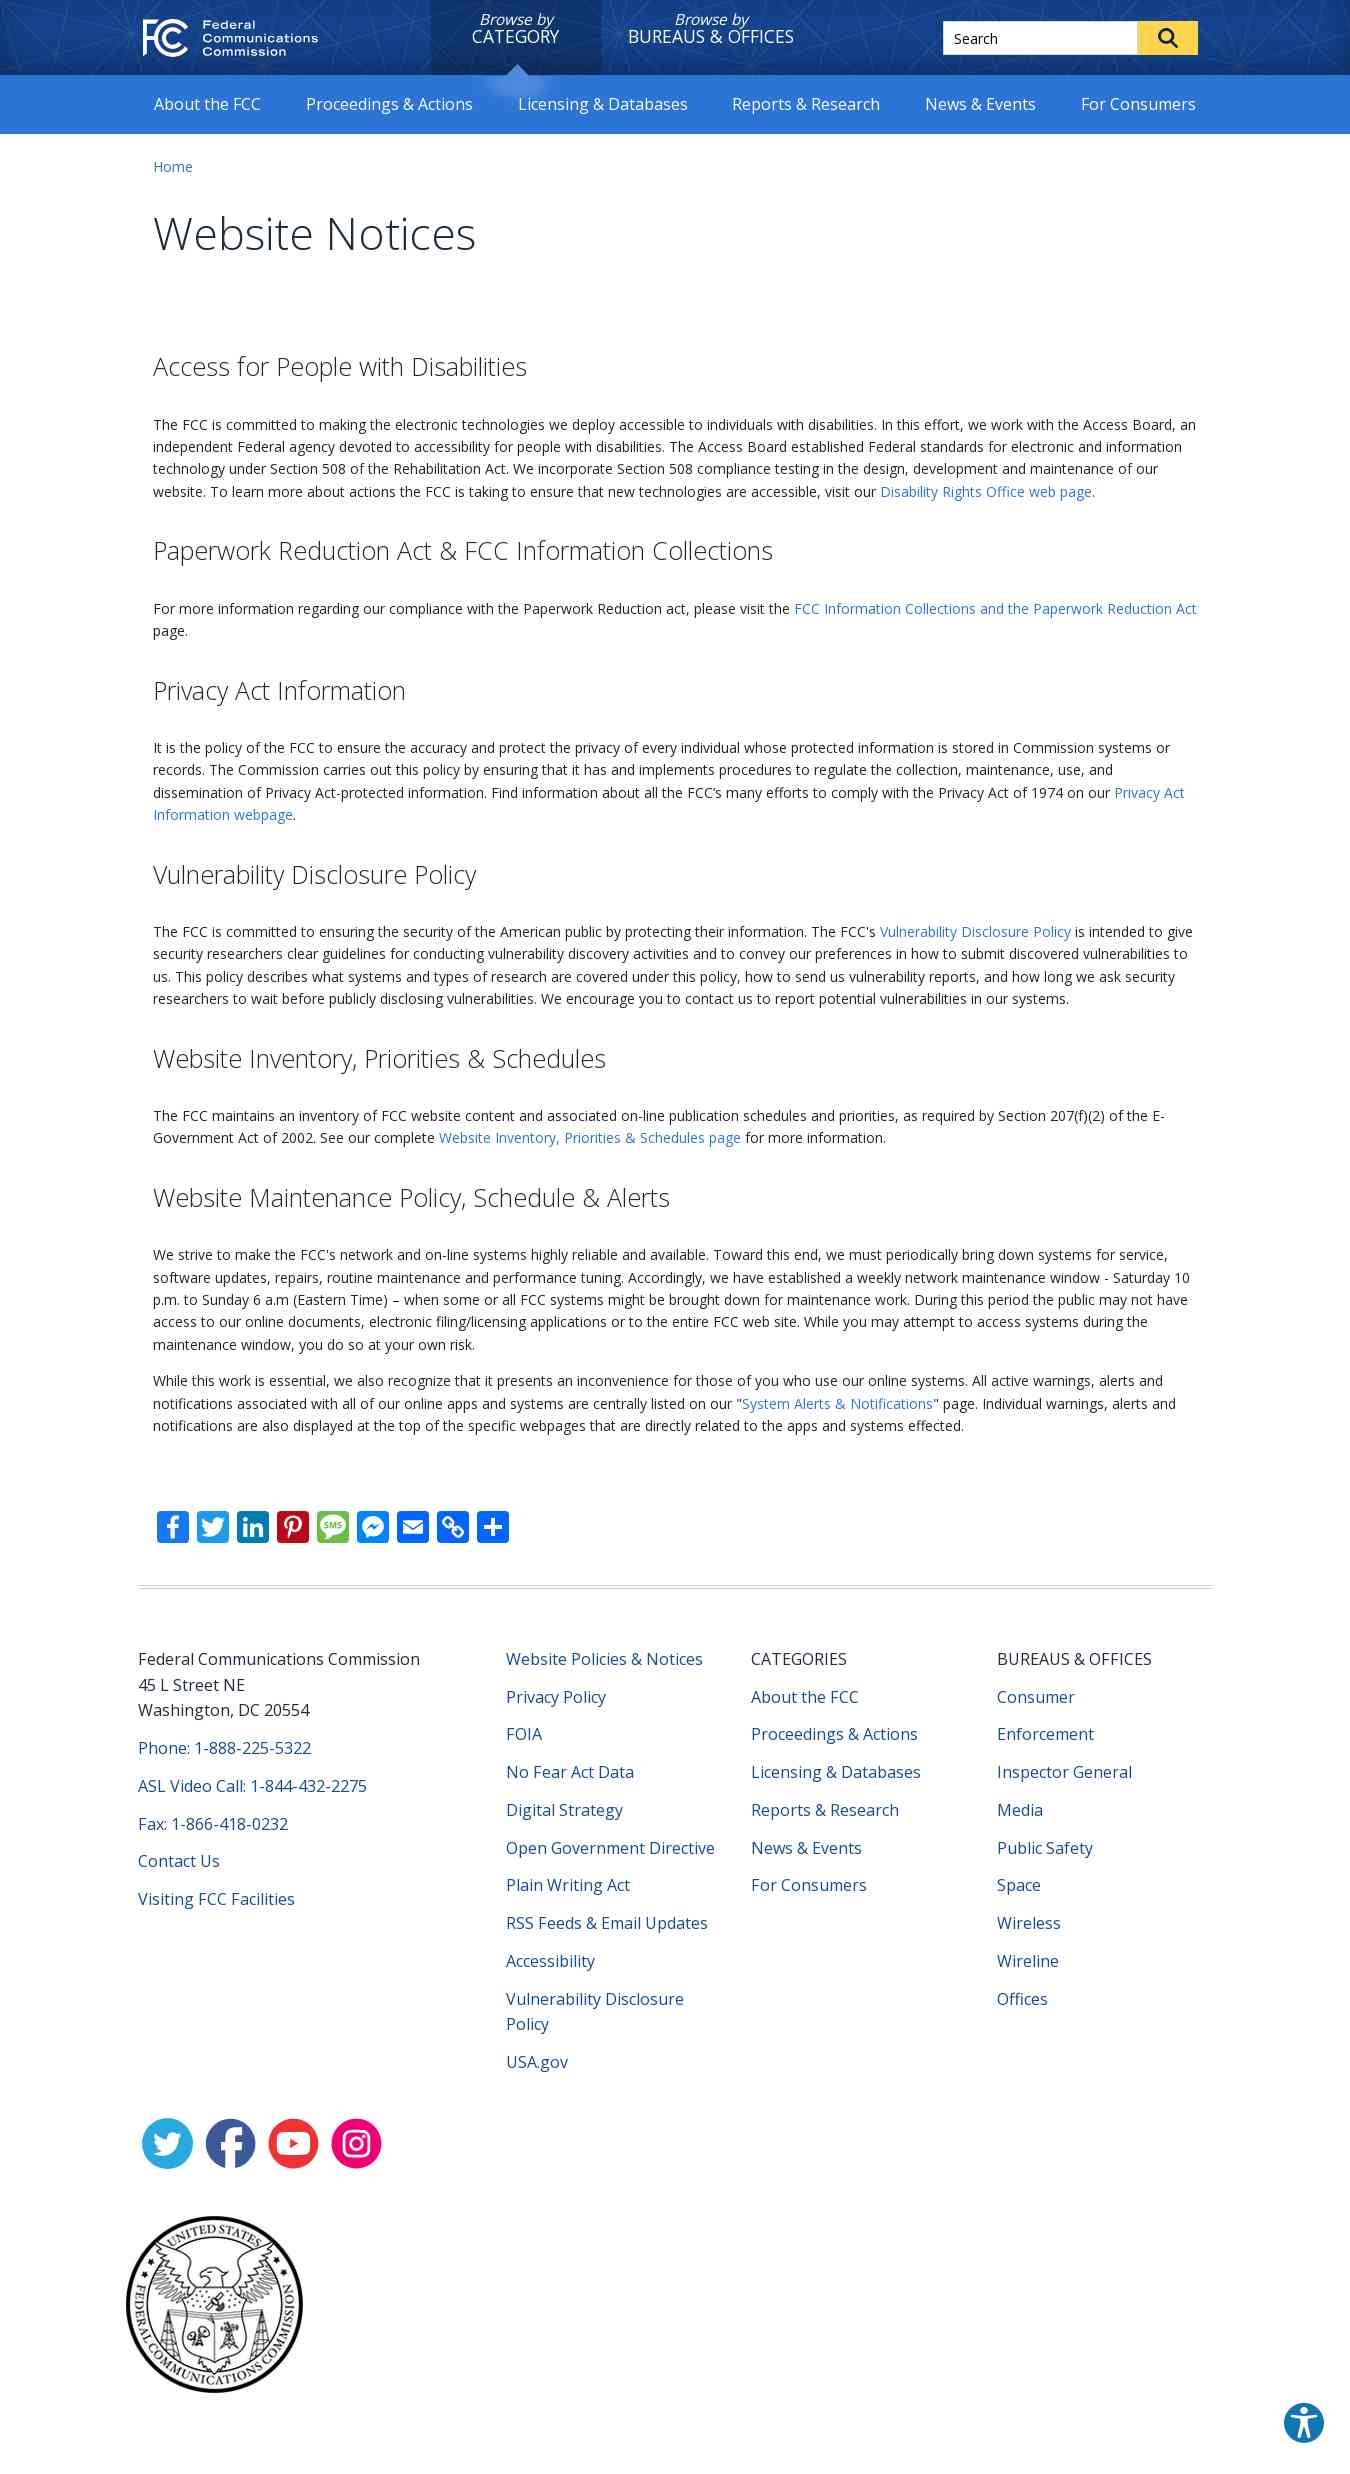 FCC Federal
Communications
Commission
Browse by
CATEGORY
Browse by
BUREAUS & OFFICES
Search
About the FCC
Proceedings & Actions
Licensing & Databases
Reports & Research
News & Events
For Consumers
Home
Website Notices
Access for People with Disabilities
The FCC is committed to making the electronic technologies we deploy accessible to individuals with disabilities. In this effort, we work with the Access Board, an
independent Federal agency devoted to accessibility for people with disabilities. The Access Board established Federal standards for electronic and information
technology under Section 508 of the Rehabilitation Act. We incorporate Section 508 compliance testing in the design, development and maintenance of our
website. To learn more about actions the FCC is taking to ensure that new technologies are accessible, visit our Disability Rights Office web page.
Paperwork Reduction Act & FCC Information Collections
For more information regarding our compliance with the Paperwork Reduction act, please visit the FCC Information Collections and the Paperwork Reduction Act
page.
Privacy Act Information
It is the policy of the FCC to ensure the accuracy and protect the privacy of every individual whose protected information is stored in Commission systems or
records. The Commission carries out this policy by ensuring that it has and implements procedures to regulate the collection, maintenance, use, and
dissemination of Privacy Act-protected information. Find information about all the FCC’s many efforts to comply with the Privacy Act of 1974 on our Privacy Act
Information webpage.
Vulnerability Disclosure Policy
The FCC is committed to ensuring the security of the American public by protecting their information. The FCC's Vulnerability Disclosure Policy is intended to give
security researchers clear guidelines for conducting vulnerability discovery activities and to convey our preferences in how to submit discovered vulnerabilities to
us. This policy describes what systems and types of research are covered under this policy, how to send us vulnerability reports, and how long we ask security
researchers to wait before publicly disclosing vulnerabilities. We encourage you to contact us to report potential vulnerabilities in our systems.
Website Inventory, Priorities & Schedules
The FCC maintains an inventory of FCC website content and associated on-line publication schedules and priorities, as required by Section 207(f)(2) of the E-
Government Act of 2002. See our complete Website Inventory, Priorities & Schedules page for more information.
Website Maintenance Policy, Schedule & Alerts
We strive to make the FCC's network and on-line systems highly reliable and available. Toward this end, we must periodically bring down systems for service,
software updates, repairs, routine maintenance and performance tuning. Accordingly, we have established a weekly network maintenance window - Saturday 10
p.m. to Sunday 6 a.m (Eastern Time) – when some or all FCC systems might be brought down for maintenance work. During this period the public may not have
access to our online documents, electronic filing/licensing applications or to the entire FCC web site. While you may attempt to access systems during the
maintenance window, you do so at your own risk.
While this work is essential, we also recognize that it presents an inconvenience for those of you who use our online systems. All active warnings, alerts and
notifications associated with all of our online apps and systems are centrally listed on our "System Alerts & Notifications" page. Individual warnings, alerts and
notifications are also displayed at the top of the specific webpages that are directly related to the apps and systems effected.
SMS
Federal Communications Commission
45 L Street NE
Washington, DC 20554
Phone: 1-888-225-5322
ASL Video Call: 1-844-432-2275
Fax: 1-866-418-0232
Contact Us
Visiting FCC Facilities
Website Policies & Notices
Privacy Policy
FOIA
No Fear Act Data
Digital Strategy
Open Government Directive
Plain Writing Act
RSS Feeds & Email Updates
Accessibility
Vulnerability Disclosure
Policy
USA.gov
CATEGORIES
About the FCC
Proceedings & Actions
Licensing & Databases
Reports & Research
News & Events
For Consumers
BUREAUS & OFFICES
Consumer
Enforcement
Inspector General
Media
Public Safety
Space
Wireless
Wireline
Offices
UNITED STATES
FEDERAL COMMUNICATIONS COMMISSION